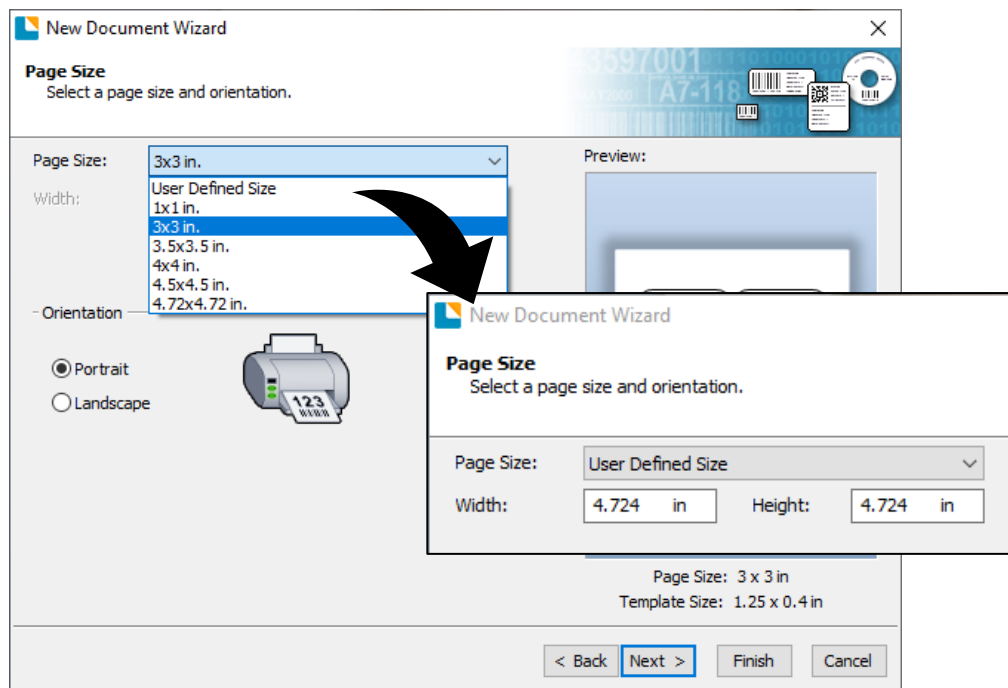 New Document Wizard
Page Size
Select a page size and orientation.
43597001
A7-118
Page Size: 3x3 in.
Preview:
Width:
User Defined Size
1x1 in.
3x3 in.
3.5x3.5 in.
4x4 in.
4.5x4.5 in.
4.72x4.72 in.
Orientation
Portrait
Landscape
123
New Document Wizard
Page Size
Select a page size and orientation.
Page Size: User Defined Size
Width: 4.724 in Height: 4.724 in
Page Size: 3 x 3 in
Template Size: 1.25 x 0.4 in
< Back Next > Finish Cancel